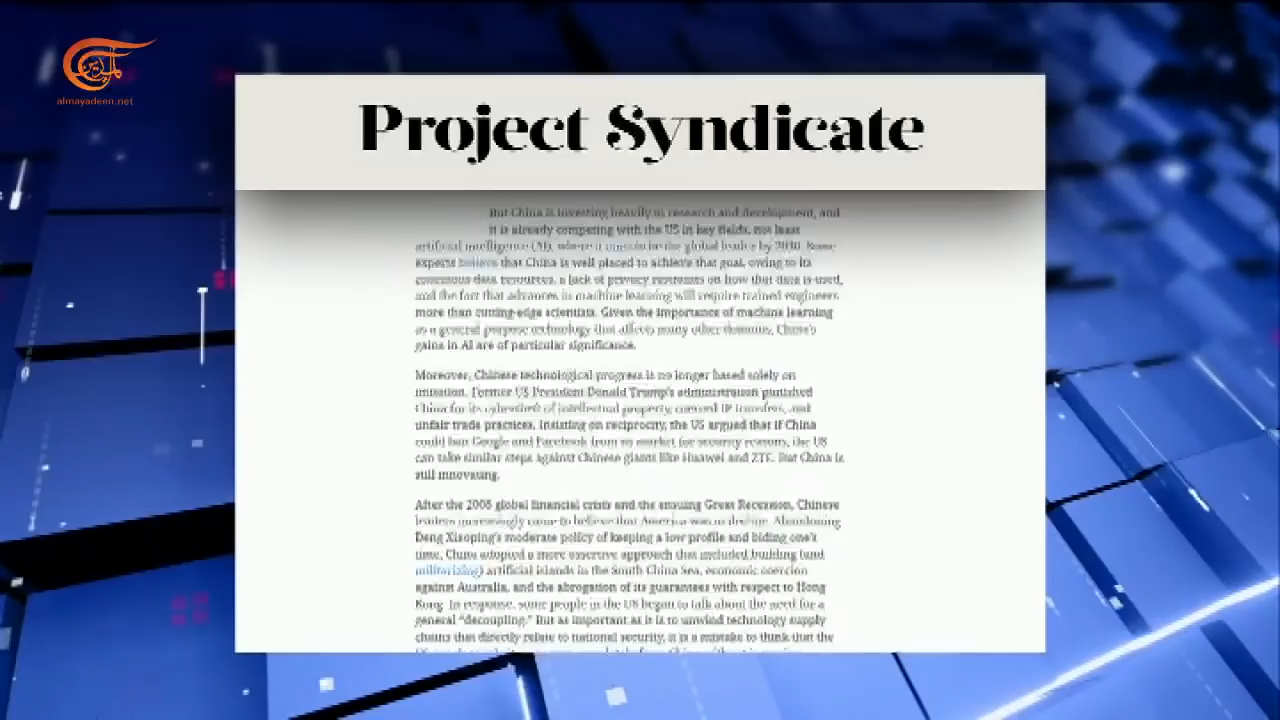 الميادين
almayadeen.net
Project Syndicate
But China is investing heavily in research and development, and
it is already competing with the US in key fields, not least
artificial intelligence (AI), where it to be the global leader by 2030. Some
experts believe that China is well placed to achieve that goal, owing to its
enormous data resources, a lack of privacy restraints on how that data is used,
and the fact that advances in machine learning will require trained engineers
more than cutting-edge scientists. Given the importance of machine learning
as a general purpose technology that affects many other domains, China's
gains in AI are of particular significance.
Moreover, Chinese technological progress is no longer based solely on
imitation. Former US President Donald Trump's administration punished
China for its cybertheft of intellectual property, coerced IP transfers, and
unfair trade practices. Insisting on reciprocity, the US argued that if China
could ban Google and Facebook from its market for security reasons, the US
can take similar steps against Chinese giants like Huawei and ZTE. But China is
still innovating.
After the 2008 global financial crisis and the ensuing Great Recession, Chinese
leaders increasingly came to believe that America was in decline. Abandoning
Deng Xiaoping's moderate policy of keeping a low profile and biding one's
time, China adopted a more assertive approach that included building (and
militarizing) artificial islands in the South China Sea, economic coercion
against Australia, and the abrogation of its guarantees with respect to Hong
Kong. In response, some people in the US began to talk about the need for a
general "decoupling." But as important as it is to unwind technology supply
chains that directly relate to national security, it is a mistake to think that the